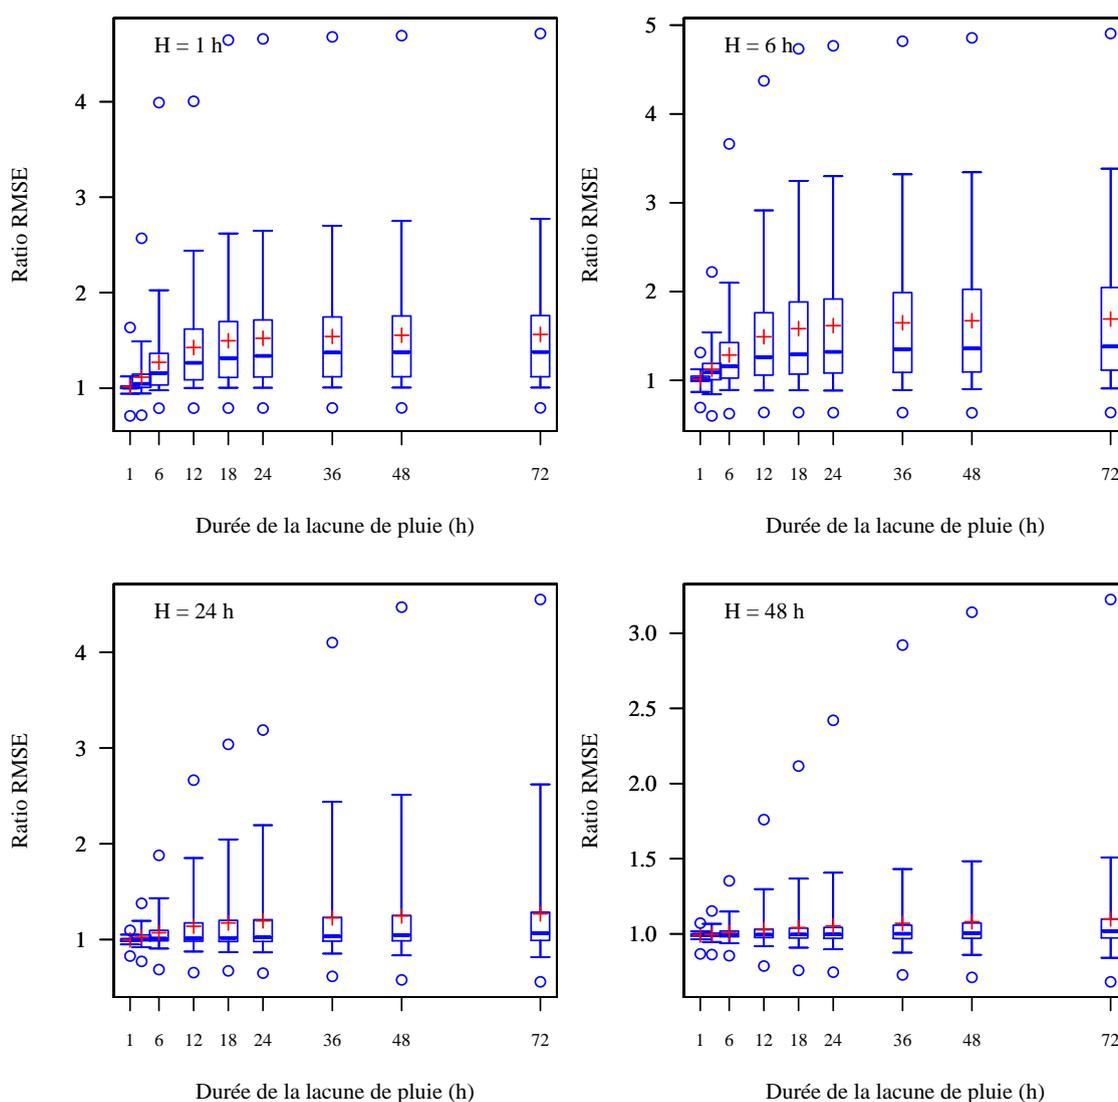 H = 1 h
4
3
2
1
Ratio RMSE
1 6 12 18 24 36 48 72
Durée de la lacune de pluie (h)
H = 6 h
5
4
3
2
1
Ratio RMSE
1 6 12 18 24 36 48 72
Durée de la lacune de pluie (h)
H = 24 h
4
3
2
1
Ratio RMSE
1 6 12 18 24 36 48 72
Durée de la lacune de pluie (h)
H = 48 h
3.0
2.5
2.0
1.5
1.0
Ratio RMSE
1 6 12 18 24 36 48 72
Durée de la lacune de pluie (h)